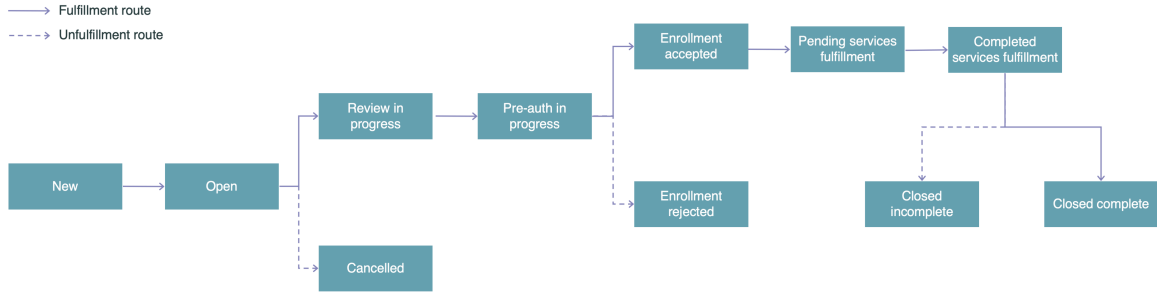 Fulfillment route
Unfulfillment route
New
Open
Review in
progress
Cancelled
Pre-auth in
progress
Enrollment
accepted
Enrollment
rejected
Pending services
fulfillment
Completed
services fulfillment
Closed
incomplete
Closed complete